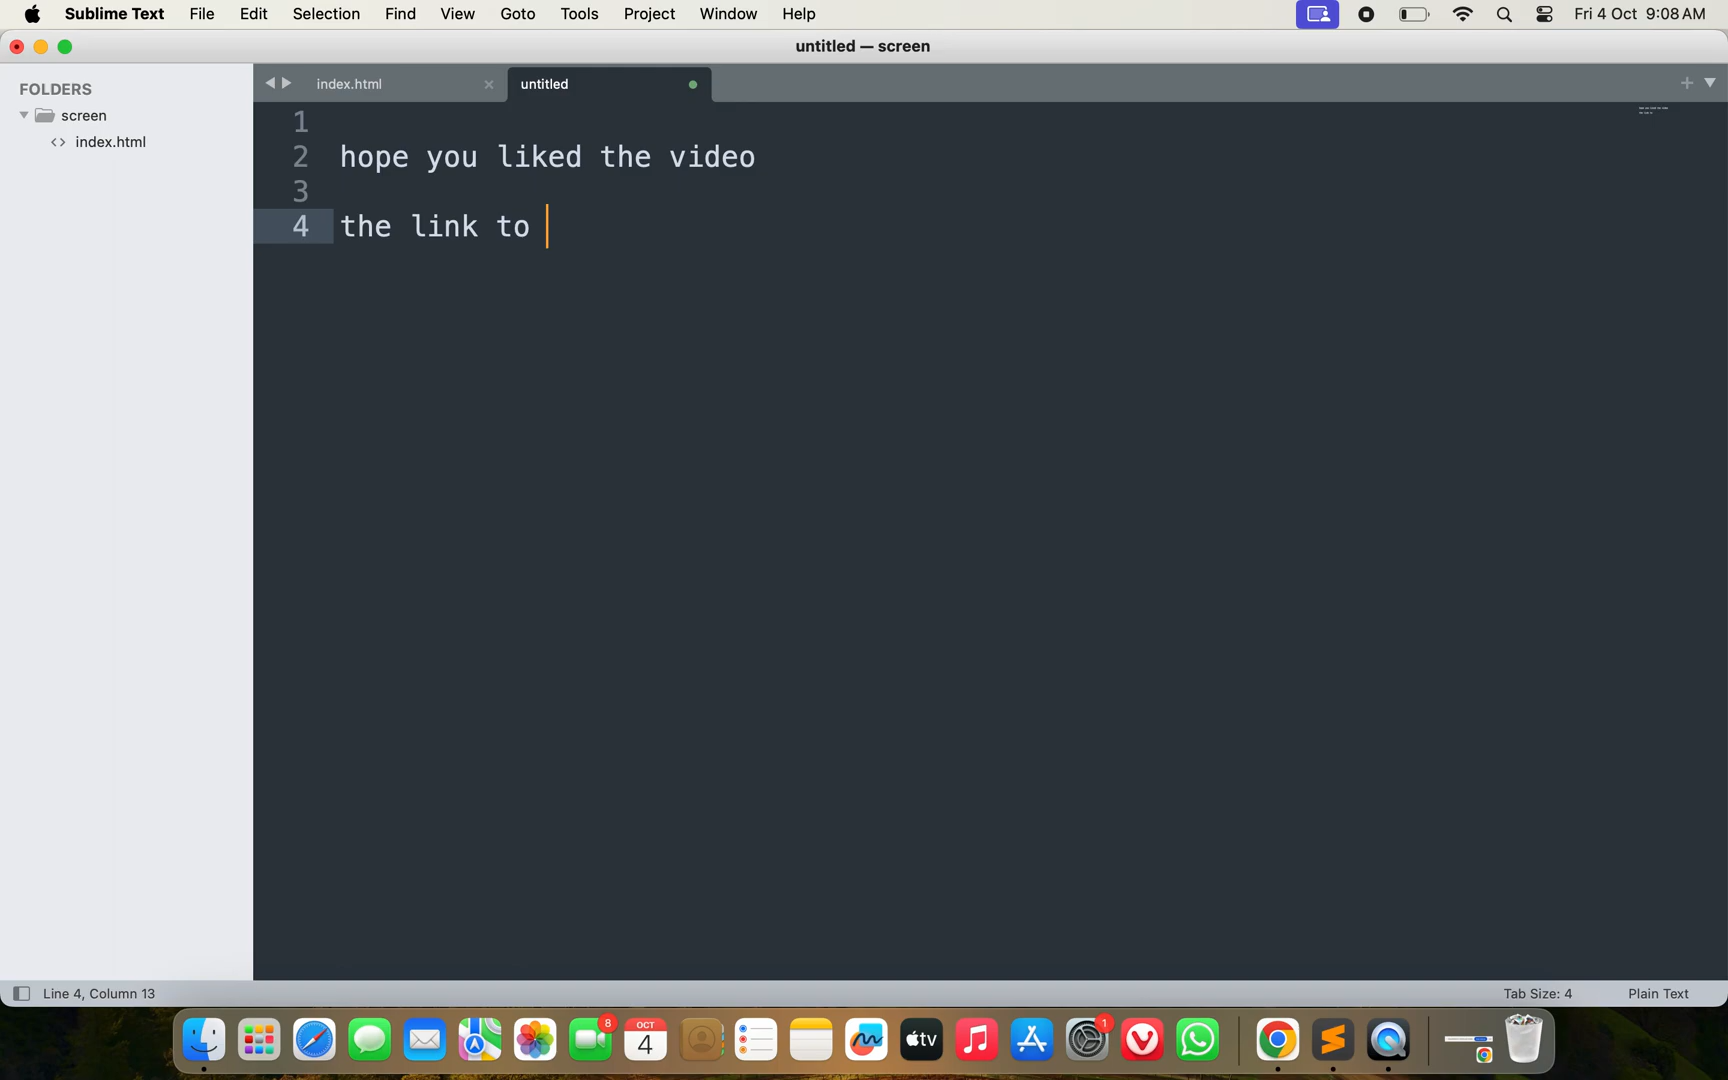 Sublime Text File Edit Selection Find View Goto Tools Project Window Help Fri 4 Oct 9:08 AM
untitled — screen
FOLDERS
screen
index.html
index.html untitled
1
2 hope you liked the video
3
4 the link to
Line 4, Column 13 Tab Size: 4 Plain Text
8 OCT 4 tv 1